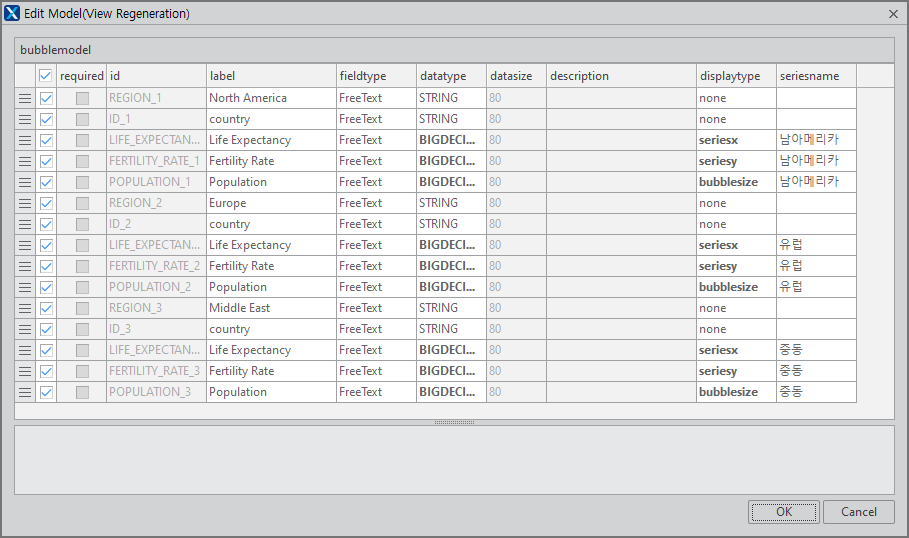 Edit Model(View Regeneration)
bubblemodel
required id label fieldtype datatype datasize description displaytype seriesname
REGION_1 North America FreeText STRING 80 none
ID_1 country FreeText STRING 80 none
LIFE_EXPECTAN... Life Expectancy FreeText BIGDECI... 80 seriesx 남아메리카
FERTILITY_RATE_1 Fertility Rate FreeText BIGDECI... 80 seriesy 남아메리카
POPULATION_1 Population FreeText BIGDECI... 80 bubblesize 남아메리카
REGION_2 Europe FreeText STRING 80 none
ID_2 country FreeText STRING 80 none
LIFE_EXPECTAN... Life Expectancy FreeText BIGDECI... 80 seriesx 유럽
FERTILITY_RATE_2 Fertility Rate FreeText BIGDECI... 80 seriesy 유럽
POPULATION_2 Population FreeText BIGDECI... 80 bubblesize 유럽
REGION_3 Middle East FreeText STRING 80 none
ID_3 country FreeText STRING 80 none
LIFE_EXPECTAN... Life Expectancy FreeText BIGDECI... 80 seriesx 중동
FERTILITY_RATE_3 Fertility Rate FreeText BIGDECI... 80 seriesy 중동
POPULATION_3 Population FreeText BIGDECI... 80 bubblesize 중동
OK Cancel